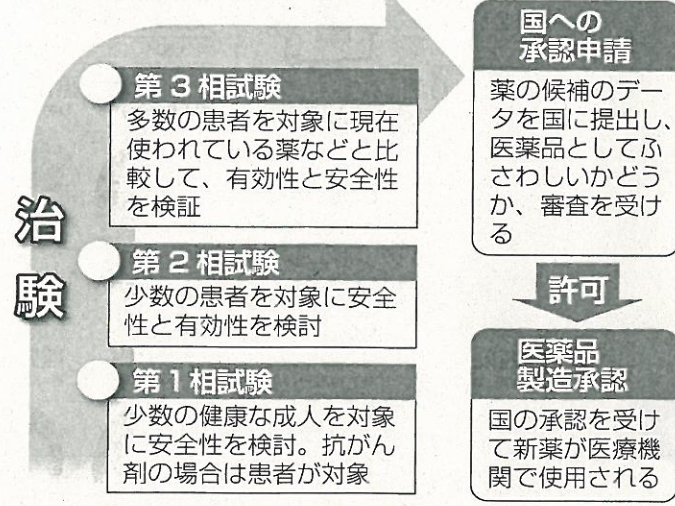 治験
第3相試験
多数の患者を対象に現在
使われている薬などと比
較して、有効性と安全性
を検証
第2相試験
少数の患者を対象に安全
性と有効性を検討
第1相試験
少数の健康な成人を対象
に安全性を検討。抗がん
剤の場合は患者が対象
国への
承認申請
薬の候補のデー
タを国に提出し、
医薬品としてふ
さわしいかどう
か、審査を受け
る
許可
医薬品
製造承認
国の承認を受け
て新薬が医療機
関で使用される